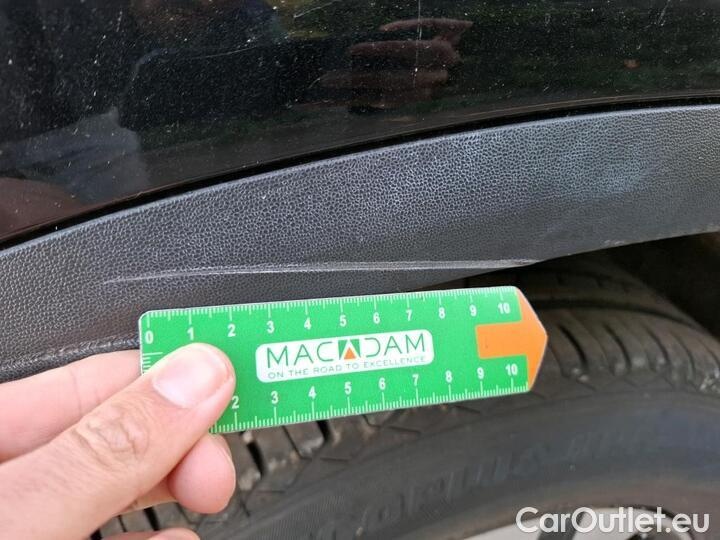 0 1 2 3 4 5 6 7 8 9 10
MACADAM
ON THE ROAD TO EXCELLENCE
2 3 4 5 6 7 8 9 10
CarOutlet.eu